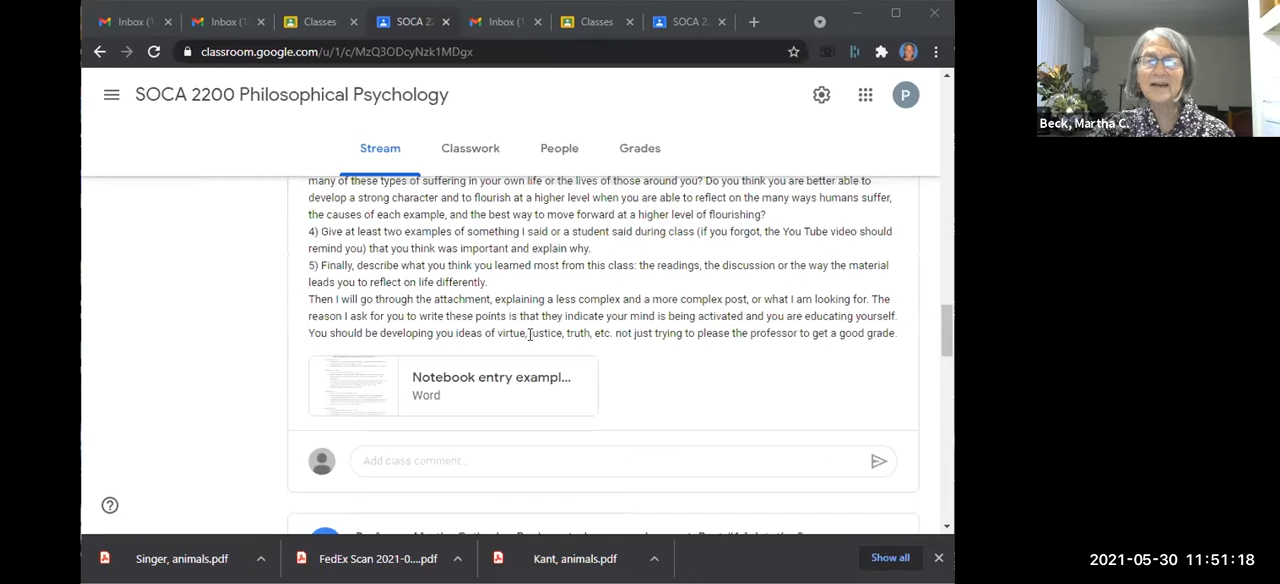 Inbox (1
Inbox (1
Classes
SOCA 22
Inbox (1
Classes
SOCA 2
classroom.google.com/u/1/c/MzQ3ODcyNzk1MDgx
SOCA 2200 Philosophical Psychology
P
Stream
Classwork
People
Grades
many of these types of suffering in your own life or the lives of those around you? Do you think you are better able to
develop a strong character and to flourish at a higher level when you are able to reflect on the many ways humans suffer,
the causes of each example, and the best way to move forward at a higher level of flourishing?
4) Give at least two examples of something I said or a student said during class (if you forgot, the You Tube video should
remind you) that you think was important and explain why.
5) Finally, describe what you think you learned most from this class: the readings, the discussion or the way the material
leads you to reflect on life differently.
Then I will go through the attachment, explaining a less complex and a more complex post, or what I am looking for. The
reason I ask for you to write these points is that they indicate your mind is being activated and you are educating yourself.
You should be developing you ideas of virtue, justice, truth, etc. not just trying to please the professor to get a good grade.
Notebook entry exampl...
Word
Add class comment...
Singer, animals.pdf
FedEx Scan 2021-0....pdf
Kant, animals.pdf
Show all
Beck, Martha C.
2021-05-30 11:51:18